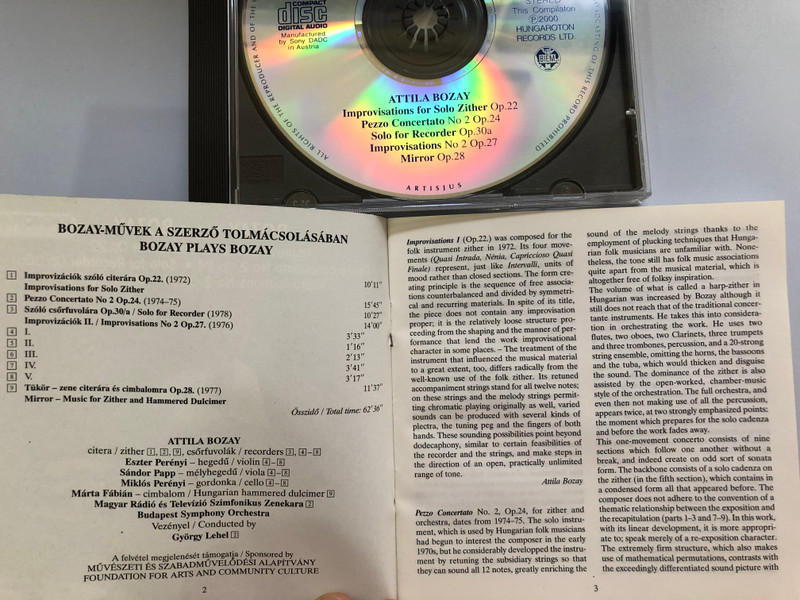 COMPACT
disc
DIGITAL AUDIO
Manufactured
by Sony DADC
in Austria
STEREO
This Compilaton
Ⓟ2000
HUNGAROTON
RECORDS LTD.
BIEM
ATTILA BOZAY
Improvisations for Solo Zither Op.22
Pezzo Concertato No 2 Op.24
Solo for Recorder Op.30a
Improvisations No 2 Op.27
Mirror Op.28
ALL RIGHTS OF THE REPRODUCER AND OF THE
CASTING OF THIS RECORD PROHIBITED
ARTISJUS
BOZAY-MŰVEK A SZERZŐ TOLMÁCSOLÁSÁBAN
BOZAY PLAYS BOZAY
1 Improvizációk szóló citerára Op.22. (1972)
Improvisations for Solo Zither 10'11"
2 Pezzo Concertato No 2 Op.24. (1974–75) 15'45"
3 Szóló csőrfuvolára Op.30/a / Solo for Recorder (1978) 10'27"
Improvizációk II. / Improvisations No 2 Op.27. (1976) 14'00"
4 I. 3'33"
5 II. 1'16"
6 III. 2'13"
7 IV. 3'41"
8 V. 3'17"
9 Tükör – zene citerára és cimbalomra Op.28. (1977) 11'37"
Mirror – Music for Zither and Hammered Dulcimer
Összidő / Total time: 62'36"
ATTILA BOZAY
citera / zither 1, 2, 9, csőrfuvolák / recorders 3, 4–8
Eszter Perényi – hegedű / violin 4–8
Sándor Papp – mélyhegedű / viola 4–8
Miklós Perényi – gordonka / cello 4–8
Márta Fábián – cimbalom / Hungarian hammered dulcimer 9
Magyar Rádió és Televízió Szimfonikus Zenekara 2
Budapest Symphony Orchestra
Vezényel / Conducted by
György Lehel 2
A felvétel megjelenését támogatja / Sponsored by
MŰVÉSZETI ÉS SZABADMŰVELŐDÉSI ALAPÍTVÁNY
FOUNDATION FOR ARTS AND COMMUNITY CULTURE
2
Improvisations I (Op.22.) was composed for the
folk instrument zither in 1972. Its four move-
ments (Quasi Intrada, Nénia, Capriccioso Quasi
Finale) represent, just like Intervalli, units of
mood rather than closed sections. The form cre-
ating principle is the sequence of free associa-
tions counterbalanced and divided by symmetri-
cal and recurring materials. In spite of its title,
the piece does not contain any improvisation
proper; it is the relatively loose structure pro-
ceeding from the shaping and the manner of per-
formance that lend the work improvisational
character in some places. – The treatment of the
instrument that influenced the musical material
to a great extent, too, differs radically from the
well-known use of the folk zither. Its retuned
accompaniment strings stand for all twelve notes;
on these strings and the melody strings permit-
ting chromatic playing originally as well, varied
sounds can be produced with several kinds of
plectra, the tuning peg and the fingers of both
hands. These sounding possibilities point beyond
dodecaphony, similar to certain features of
the recorder and the strings, and make steps in
the direction of an open, practically unlimited
range of tone.
Attila Bozay
Pezzo Concertato No. 2, Op.24, for zither and
orchestra, dates from 1974–75. The solo instru-
ment, which is used by Hungarian folk musicians
had begun to interest the composer in the early
1970s, but he considerably developped the instru-
ment by retuning the subsidiary strings so that
they can sound all 12 notes, greatly enriching the
sound of the melody strings thanks to the
employment of plucking techniques that Hunga-
rian folk musicians are unfamiliar with. None-
theless, the tone still has folk music associations
quite apart from the musical material, which is
altogether free of folksy inspiration.
The volume of what is called a harp-zither in
Hungarian was increased by Bozay although it
still does not reach that of the traditional concer-
tante instruments. He takes this into considera-
tion in orchestrating the work. He uses two
flutes, two oboes, two Clarinets, three trumpets
and three trombones, percussion, and a 20-strong
string ensemble, omitting the horns, the bassoons
and the tuba, which would thicken and disguise
the sound. The dominance of the zither is also
assisted by the open-worked, chamber-music
style of the orchestration. The full orchestra, and
even then not making use of all the percussion,
appears twice, at two strongly emphasized points:
the moment which prepares for the solo cadenza
and before the work fades away.
This one-movement concerto consists of nine
sections which follow one another without a
break, and indeed create on odd sort of sonata
form. The backbone consists of a solo cadenza on
the zither (in the fifth section), which contains in
a condensed form all that appeared before. The
composer does not adhere to the convention of a
thematic relationship between the exposition and
the recapitulation (parts 1–3 and 7–9). In this work,
with its linear development, it is more appropri-
ate to; speak merely of a re-exposition character.
The extremely firm structure, which also makes
use of mathematical permutations, contrasts with
the exceedingly differentiated sound picture with
3